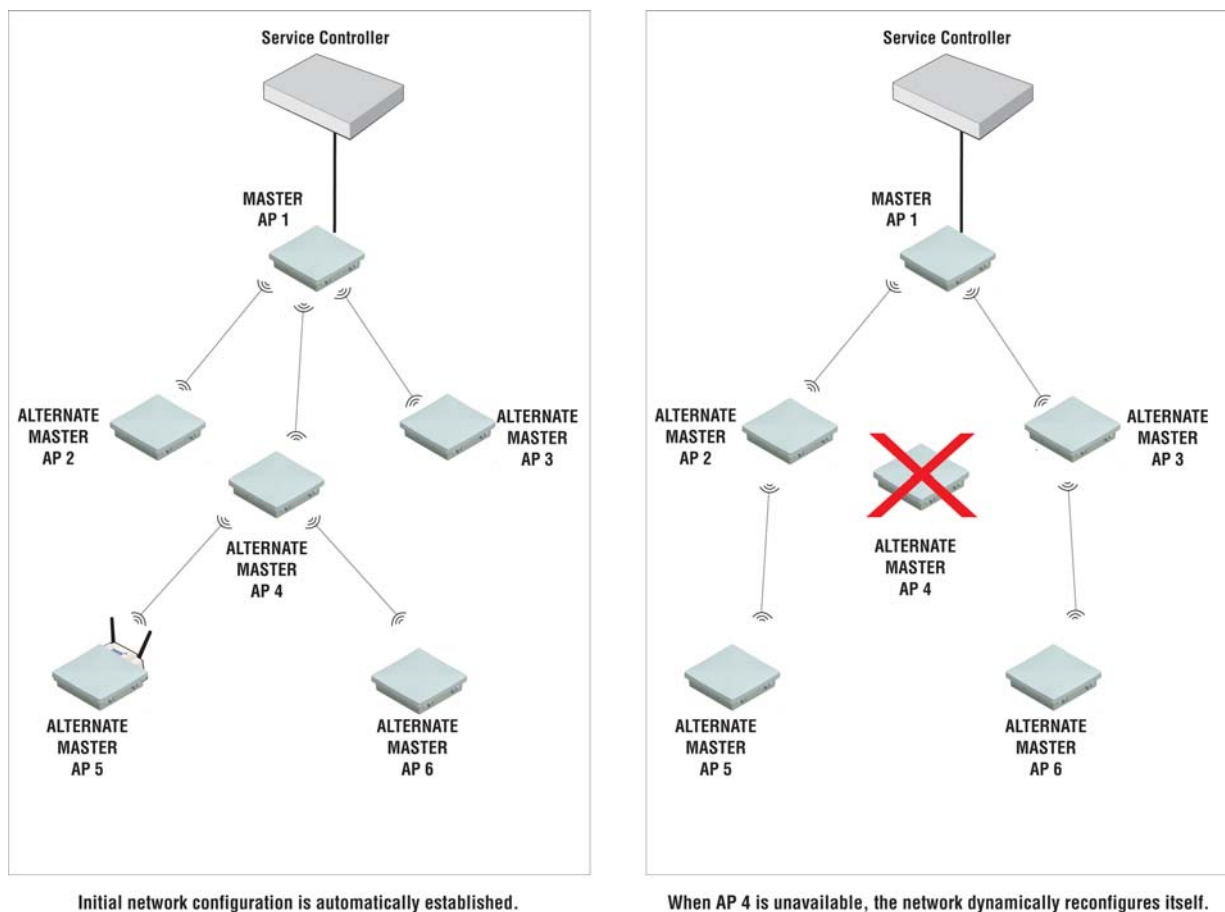 Service Controller
MASTER
AP 1
ALTERNATE
MASTER
AP 2
ALTERNATE
MASTER
AP 3
ALTERNATE
MASTER
AP 4
ALTERNATE
MASTER
AP 5
ALTERNATE
MASTER
AP 6
Initial network configuration is automatically established.
Service Controller
MASTER
AP 1
ALTERNATE
MASTER
AP 2
ALTERNATE
MASTER
AP 3
ALTERNATE
MASTER
AP 4
ALTERNATE
MASTER
AP 5
ALTERNATE
MASTER
AP 6
When AP 4 is unavailable, the network dynamically reconfigures itself.